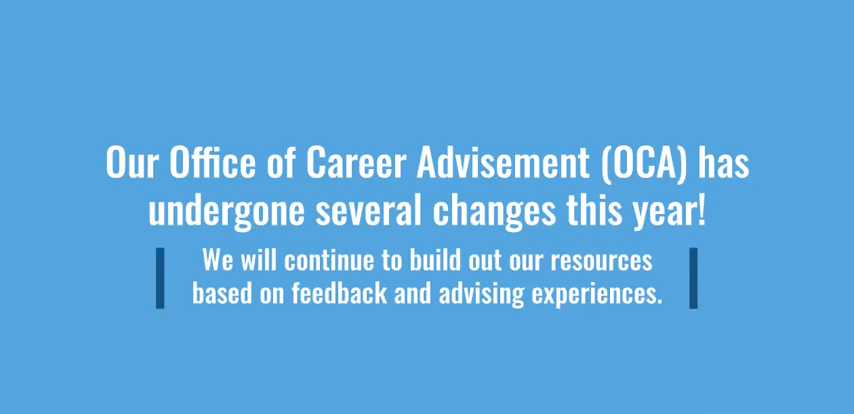 Our Office of Career Advisement (OCA) has
undergone several changes this year!
We will continue to build out our resources
based on feedback and advising experiences.